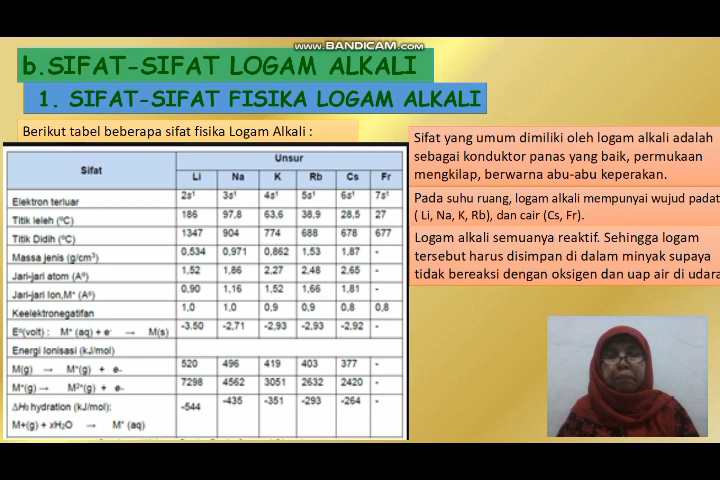 www.BANDICAM.com
b.SIFAT-SIFAT LOGAM ALKALI
1. SIFAT-SIFAT FISIKA LOGAM ALKALI
Berikut tabel beberapa sifat fisika Logam Alkali :
Sifat Unsur
Li Na K Rb Cs Fr
Elektron terluar 2s¹ 3s¹ 4s¹ 5s¹ 6s¹ 7s¹
Titik leleh (ºC) 186 97,8 63,6 38,9 28,5 27
Titik Didih (ºC) 1347 904 774 688 678 677
Massa jenis (g/cm³) 0,534 0,971 0,862 1,53 1,87 -
Jari-jari atom (Aº) 1,52 1,86 2,27 2,48 2,65 -
Jari-jari Ion,M⁺ (Aº) 0,90 1,16 1,52 1,66 1,81 -
Keelektronegatifan 1,0 1,0 0,9 0,9 0,8 0,8
Eº(volt) : M⁺ (aq) + e⁻ → M(s) -3.50 -2,71 -2,93 -2,93 -2,92 -
Energi Ionisasi (kJ/mol)
M(g) → M⁺(g) + e- 520 496 419 403 377 -
M⁺(g) → M²⁺(g) + e- 7298 4562 3051 2632 2420 -
ΔH₀ hydration (kJ/mol): -544 -435 -351 -293 -264 -
M+(g) + xH₂O → M⁺ (aq)
Sifat yang umum dimiliki oleh logam alkali adalah
sebagai konduktor panas yang baik, permukaan
mengkilap, berwarna abu-abu keperakan.
Pada suhu ruang, logam alkali mempunyai wujud padat
( Li, Na, K, Rb), dan cair (Cs, Fr).
Logam alkali semuanya reaktif. Sehingga logam
tersebut harus disimpan di dalam minyak supaya
tidak bereaksi dengan oksigen dan uap air di udara